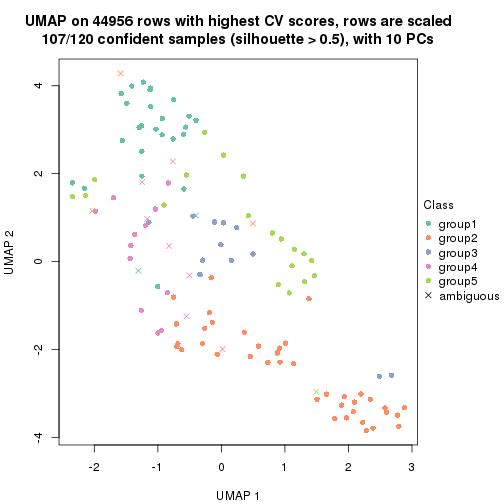 UMAP on 44956 rows with highest CV scores, rows are scaled
107/120 confident samples (silhouette > 0.5), with 10 PCs
4
2
0
-2
-4
UMAP 2
-2
-1
0
1
2
3
UMAP 1
Class
group1
group2
group3
group4
group5
ambiguous